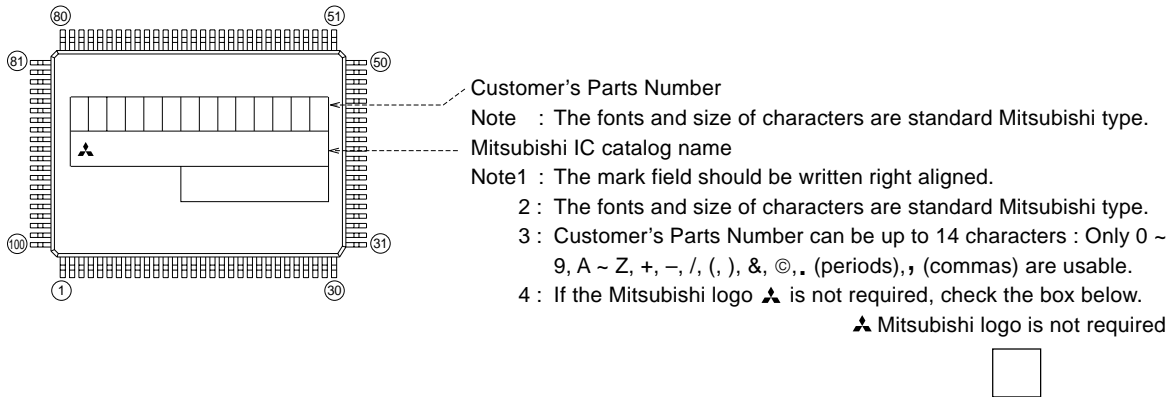 80 51
81 50
Customer's Parts Number
Note : The fonts and size of characters are standard Mitsubishi type.
Mitsubishi IC catalog name
Note1 : The mark field should be written right aligned.
2 : The fonts and size of characters are standard Mitsubishi type.
3 : Customer's Parts Number can be up to 14 characters : Only 0 ~
9, A ~ Z, +, –, /, (, ), &, ©, . (periods), , (commas) are usable.
4 : If the Mitsubishi logo is not required, check the box below.
Mitsubishi logo is not required
100 31
1 30